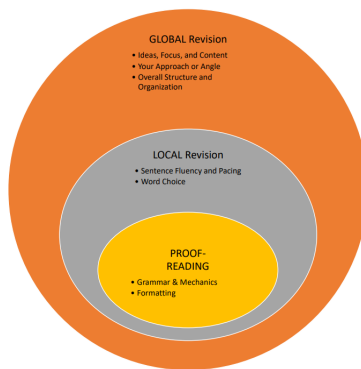 GLOBAL Revision
• Ideas, Focus, and Content
• Your Approach or Angle
• Overall Structure and
Organization
LOCAL Revision
• Sentence Fluency and Pacing
• Word Choice
PROOF-
READING
• Grammar & Mechanics
• Formatting